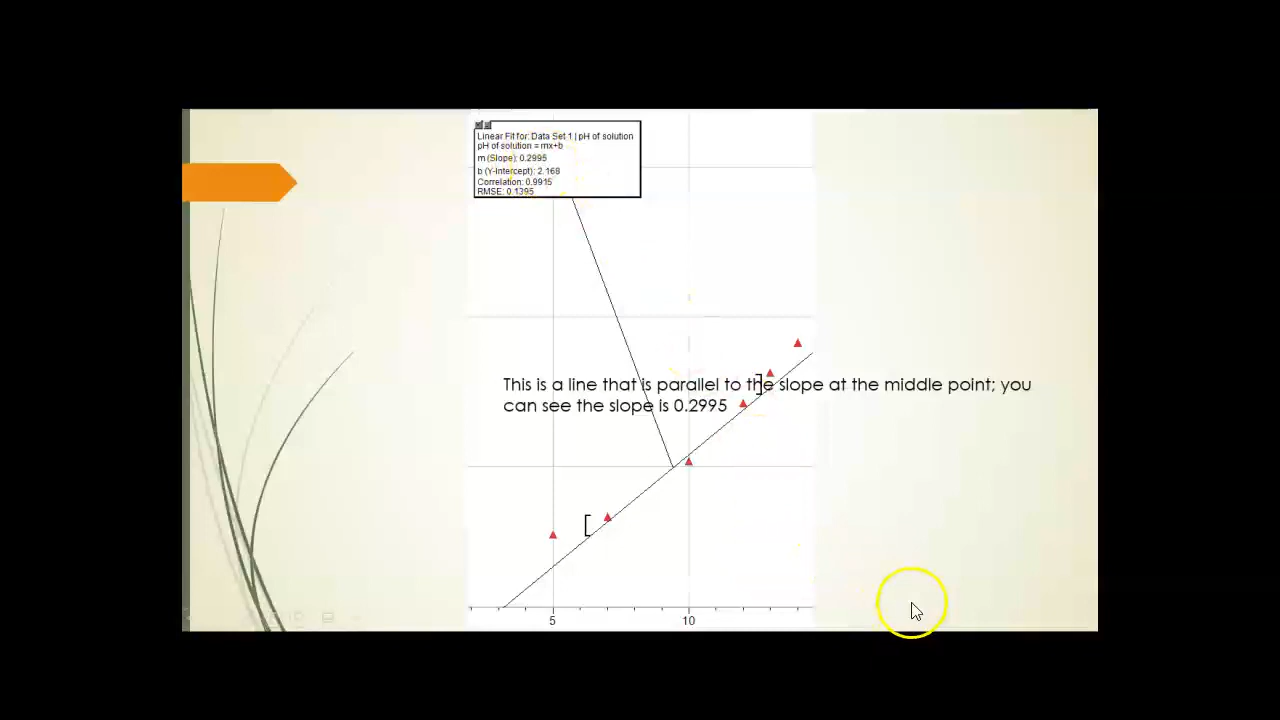 Linear Fit for: Data Set 1 | pH of solution
pH of solution = mx+b
m (Slope): 0.2995
b (Y-Intercept): 2.168
Correlation: 0.9915
RMSE: 0.1395
This is a line that is parallel to the slope at the middle point; you
can see the slope is 0.2995
5
10